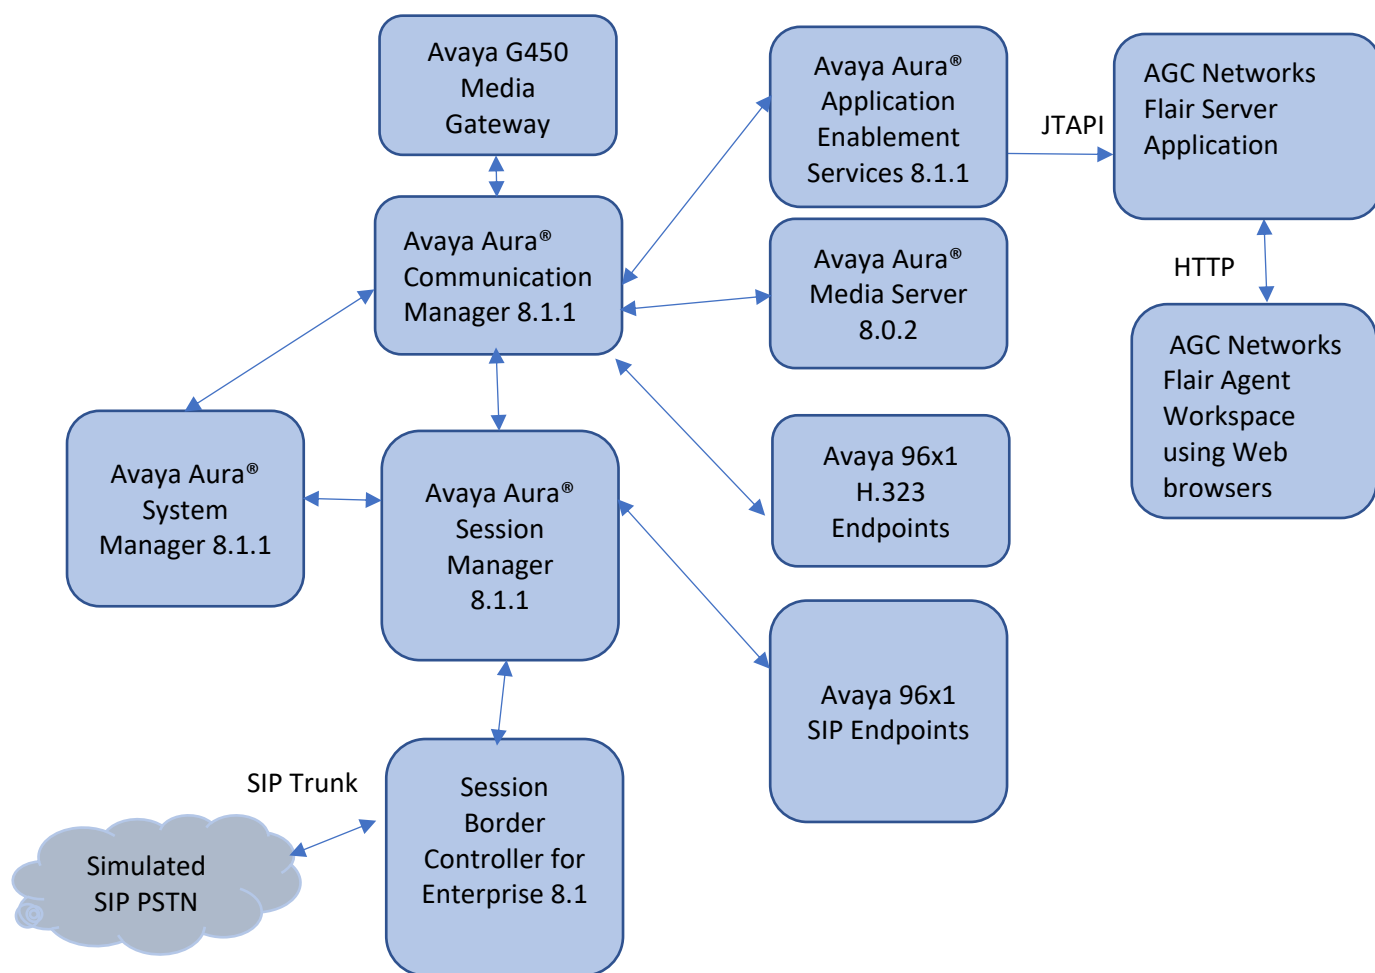 Avaya G450
Media
Gateway
Avaya Aura®
Application
Enablement
Services 8.1.1
JTAPI
AGC Networks
Flair Server
Application
Avaya Aura®
Communication
Manager 8.1.1
Avaya Aura®
Media Server
8.0.2
HTTP
AGC Networks
Flair Agent
Workspace
using Web
browsers
Avaya Aura®
System
Manager 8.1.1
Avaya Aura®
Session
Manager
8.1.1
Avaya 96x1
H.323
Endpoints
Avaya 96x1
SIP Endpoints
SIP Trunk
Session
Border
Controller for
Enterprise 8.1
Simulated
SIP PSTN